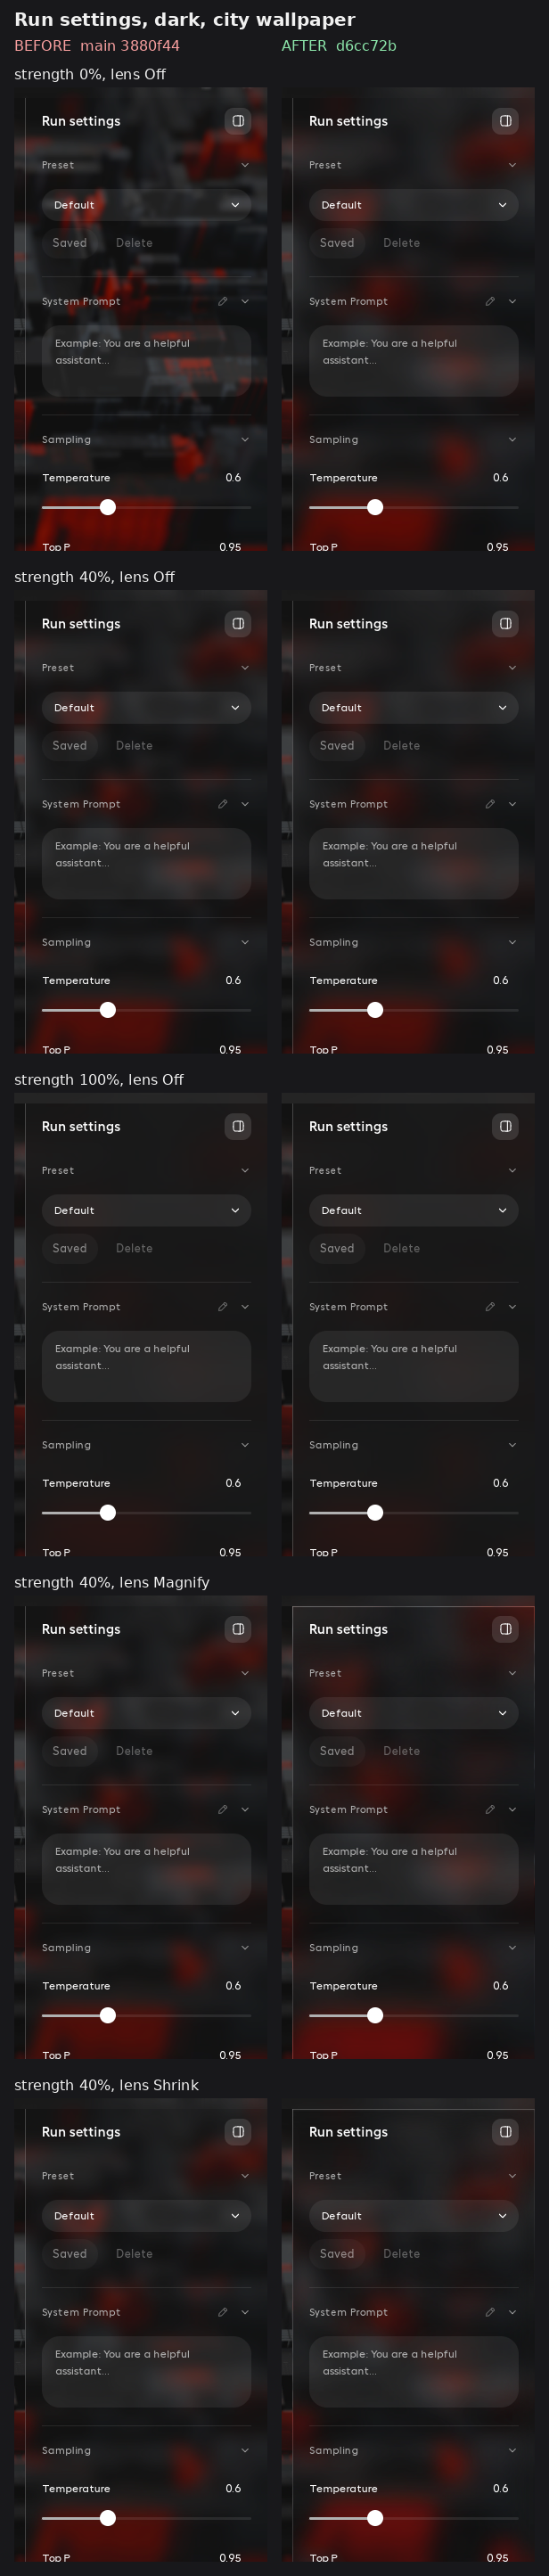 Run settings, dark, city wallpaper
BEFORE main 3880f44 AFTER d6cc72b
strength 0%, lens Off
Run settings Run settings
Preset Preset
Default Default
Saved Delete Saved Delete
System Prompt System Prompt
Example: You are a helpful Example: You are a helpful
assistant... assistant...
Sampling Sampling
Temperature 0.6 Temperature 0.6
Top P 0.95 Top P 0.95
strength 40%, lens Off
Run settings Run settings
Preset Preset
Default Default
Saved Delete Saved Delete
System Prompt System Prompt
Example: You are a helpful Example: You are a helpful
assistant... assistant...
Sampling Sampling
Temperature 0.6 Temperature 0.6
Top P 0.95 Top P 0.95
strength 100%, lens Off
Run settings Run settings
Preset Preset
Default Default
Saved Delete Saved Delete
System Prompt System Prompt
Example: You are a helpful Example: You are a helpful
assistant... assistant...
Sampling Sampling
Temperature 0.6 Temperature 0.6
Top P 0.95 Top P 0.95
strength 40%, lens Magnify
Run settings Run settings
Preset Preset
Default Default
Saved Delete Saved Delete
System Prompt System Prompt
Example: You are a helpful Example: You are a helpful
assistant... assistant...
Sampling Sampling
Temperature 0.6 Temperature 0.6
Top P 0.95 Top P 0.95
strength 40%, lens Shrink
Run settings Run settings
Preset Preset
Default Default
Saved Delete Saved Delete
System Prompt System Prompt
Example: You are a helpful Example: You are a helpful
assistant... assistant...
Sampling Sampling
Temperature 0.6 Temperature 0.6
Top P 0.95 Top P 0.95